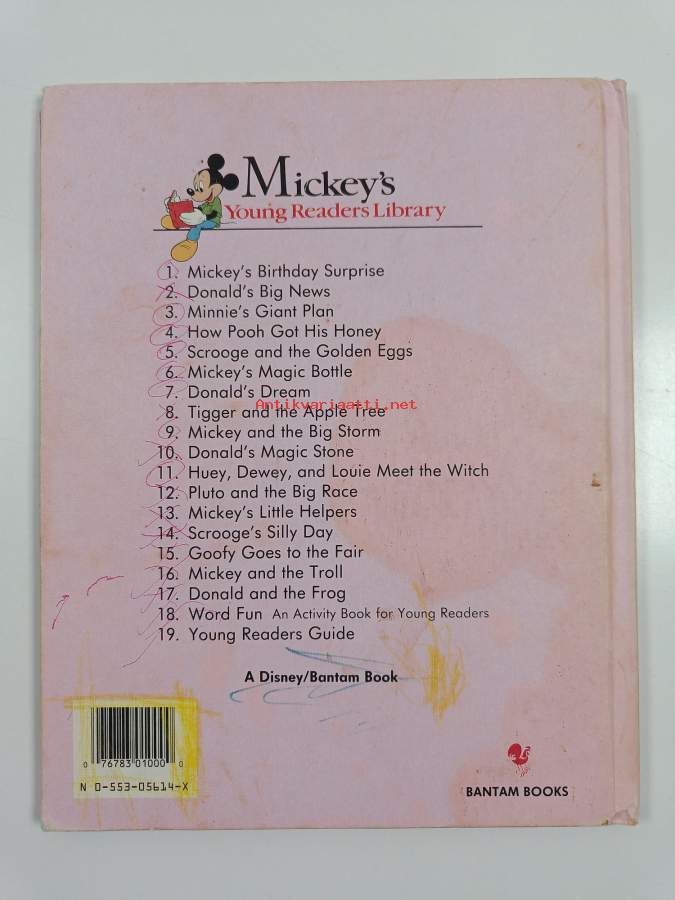 Mickey's
Young Readers Library
1. Mickey's Birthday Surprise
2. Donald's Big News
3. Minnie's Giant Plan
4. How Pooh Got His Honey
5. Scrooge and the Golden Eggs
6. Mickey's Magic Bottle
7. Donald's Dream
Antikvariaatti.net
8. Tigger and the Apple Tree
9. Mickey and the Big Storm
10. Donald's Magic Stone
11. Huey, Dewey, and Louie Meet the Witch
12. Pluto and the Big Race
13. Mickey's Little Helpers
14. Scrooge's Silly Day
15. Goofy Goes to the Fair
16. Mickey and the Troll
17. Donald and the Frog
18. Word Fun An Activity Book for Young Readers
19. Young Readers Guide
A Disney/Bantam Book
0 76783 01000 0
N 0-553-05614-X
BANTAM BOOKS